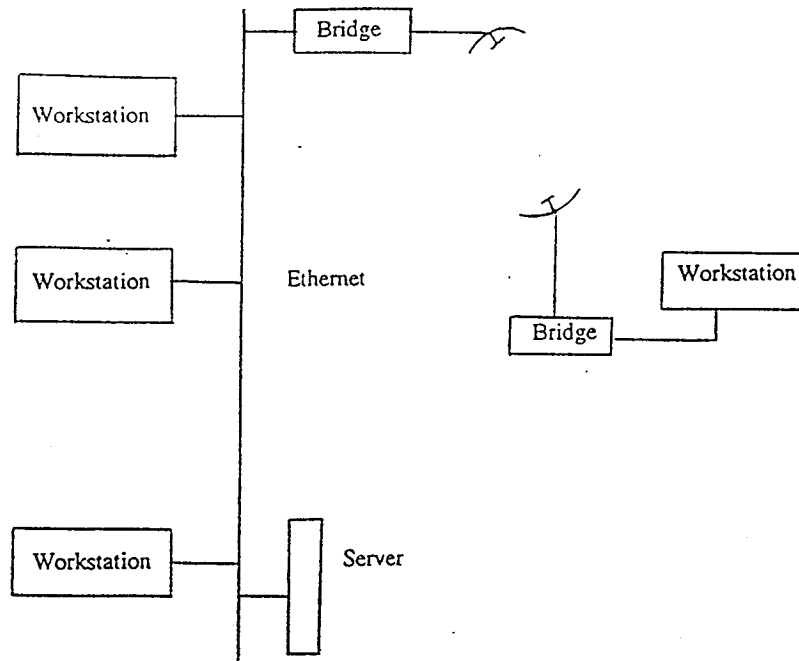 Bridge
Workstation
Workstation
Ethernet
Workstation
Bridge
Workstation
Server